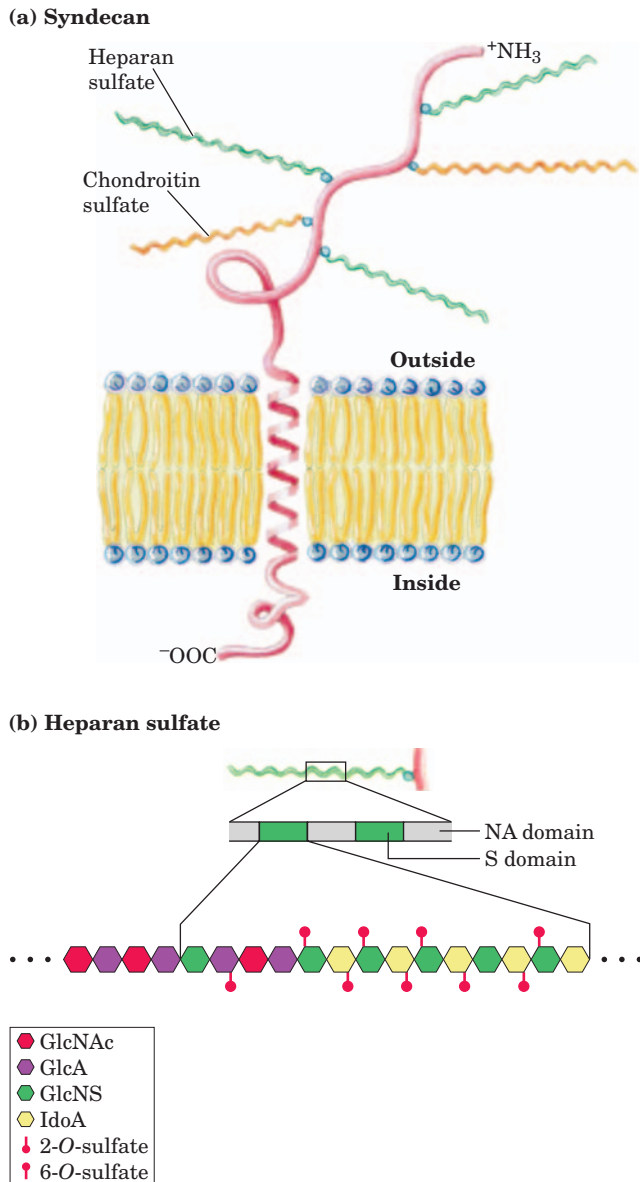 (a) Syndecan
⁺NH₃
Heparan
sulfate
Chondroitin
sulfate
Outside
Inside
⁻OOC
(b) Heparan sulfate
NA domain
S domain
GlcNAc
GlcA
GlcNS
IdoA
2-O-sulfate
6-O-sulfate